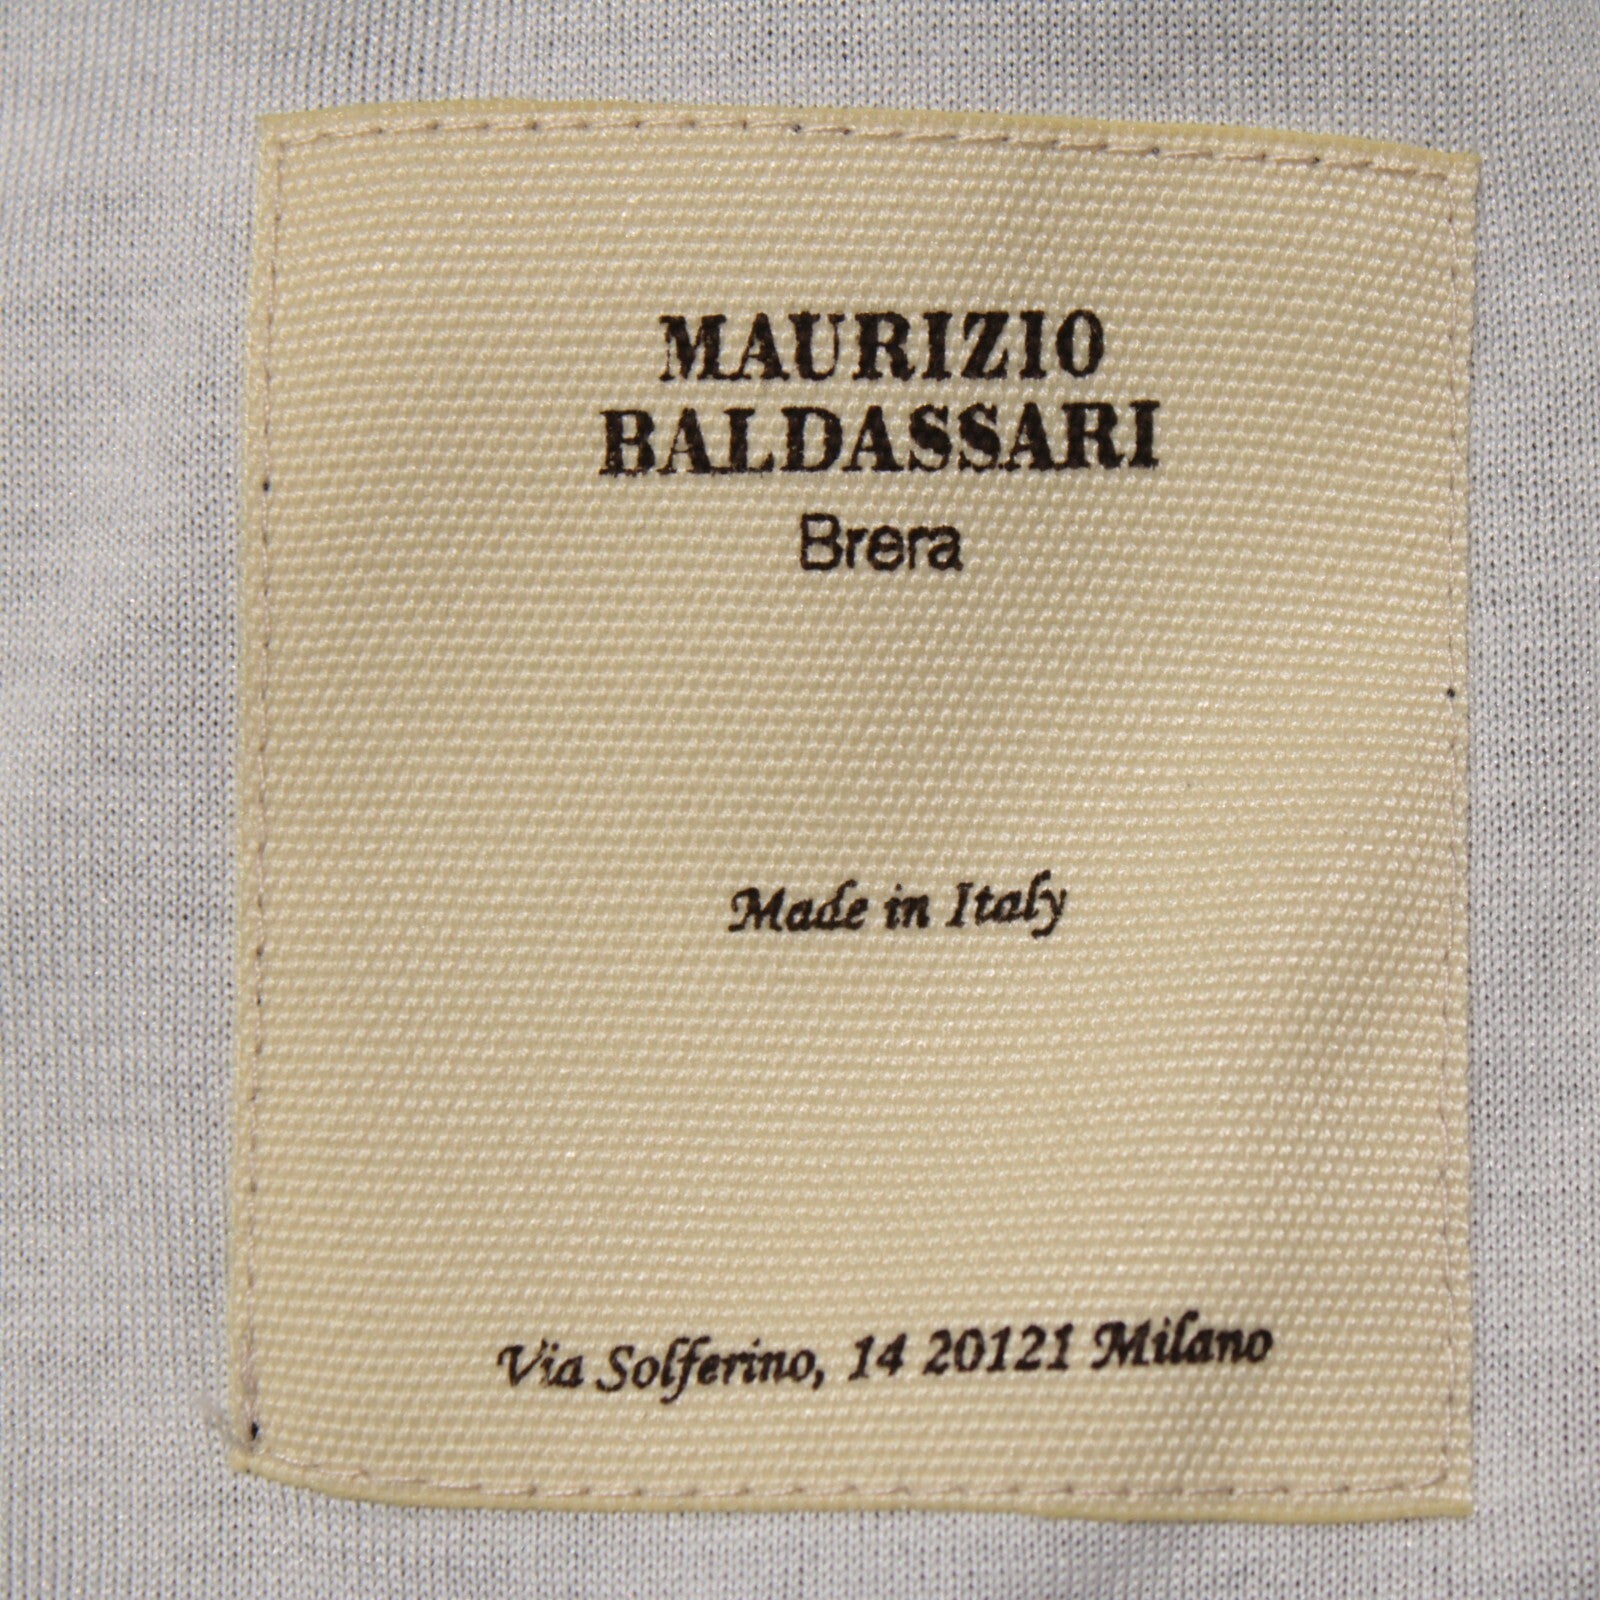 MAURIZIO
BALDASSARI
Brera
Made in Italy
Via Solferino, 14 20121 Milano